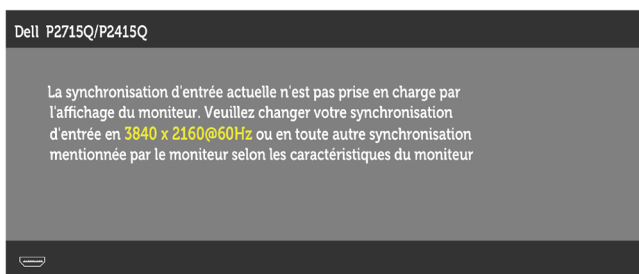 Dell P2715Q/P2415Q
La synchronisation d'entrée actuelle n'est pas prise en charge par
l'affichage du moniteur. Veuillez changer votre synchronisation
d'entrée en 3840 x 2160@60Hz ou en toute autre synchronisation
mentionnée par le moniteur selon les caractéristiques du moniteur